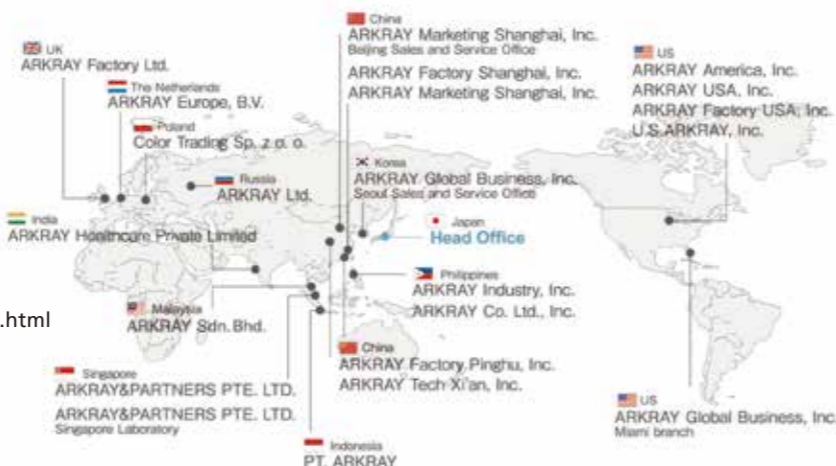 UK
ARKRAY Factory Ltd.
The Netherlands
ARKRAY Europe, B.V.
Poland
Color Trading Sp. z o. o.
Russia
ARKRAY Ltd.
India
ARKRAY Healthcare Private Limited
China
ARKRAY Marketing Shanghai, Inc.
Beijing Sales and Service Office
ARKRAY Factory Shanghai, Inc.
ARKRAY Marketing Shanghai, Inc.
Korea
ARKRAY Global Business, Inc.
Seoul Sales and Service Office
Japan
Head Office
Philippines
ARKRAY Industry, Inc.
ARKRAY Co. Ltd., Inc.
US
ARKRAY America, Inc.
ARKRAY USA, Inc.
ARKRAY Factory USA, Inc.
U.S.ARKRAY, Inc.
.html
Malaysia
ARKRAY Sdn.Bhd.
Singapore
ARKRAY&PARTNERS PTE. LTD.
ARKRAY&PARTNERS PTE. LTD.
Singapore Laboratory
Indonesia
PT. ARKRAY
China
ARKRAY Factory Pinghu, Inc.
ARKRAY Tech Xi'an, Inc.
US
ARKRAY Global Business, Inc.
Miami branch